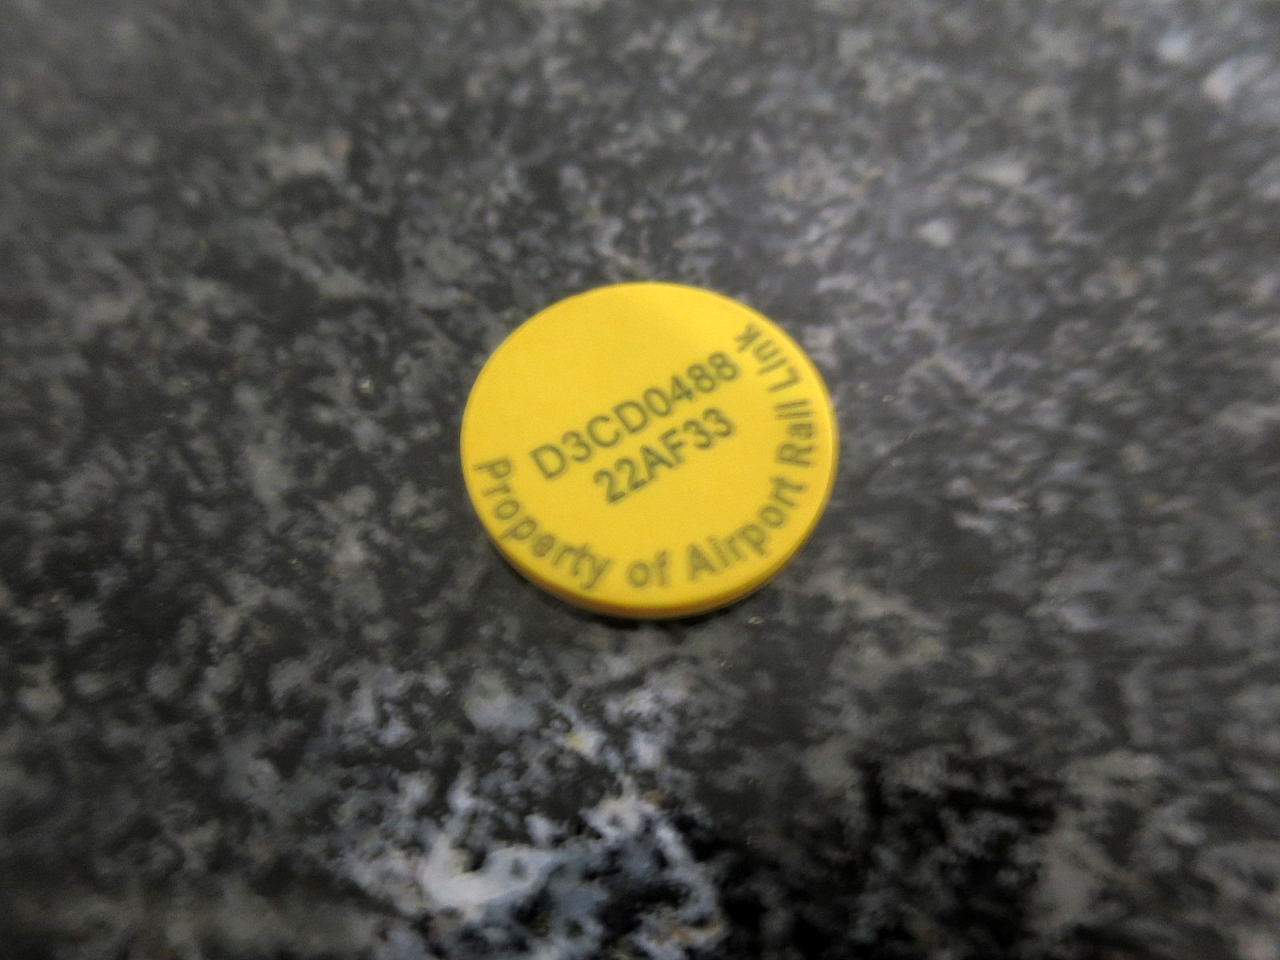 D3CD0488
22AF33
Property of Airport Rail Link